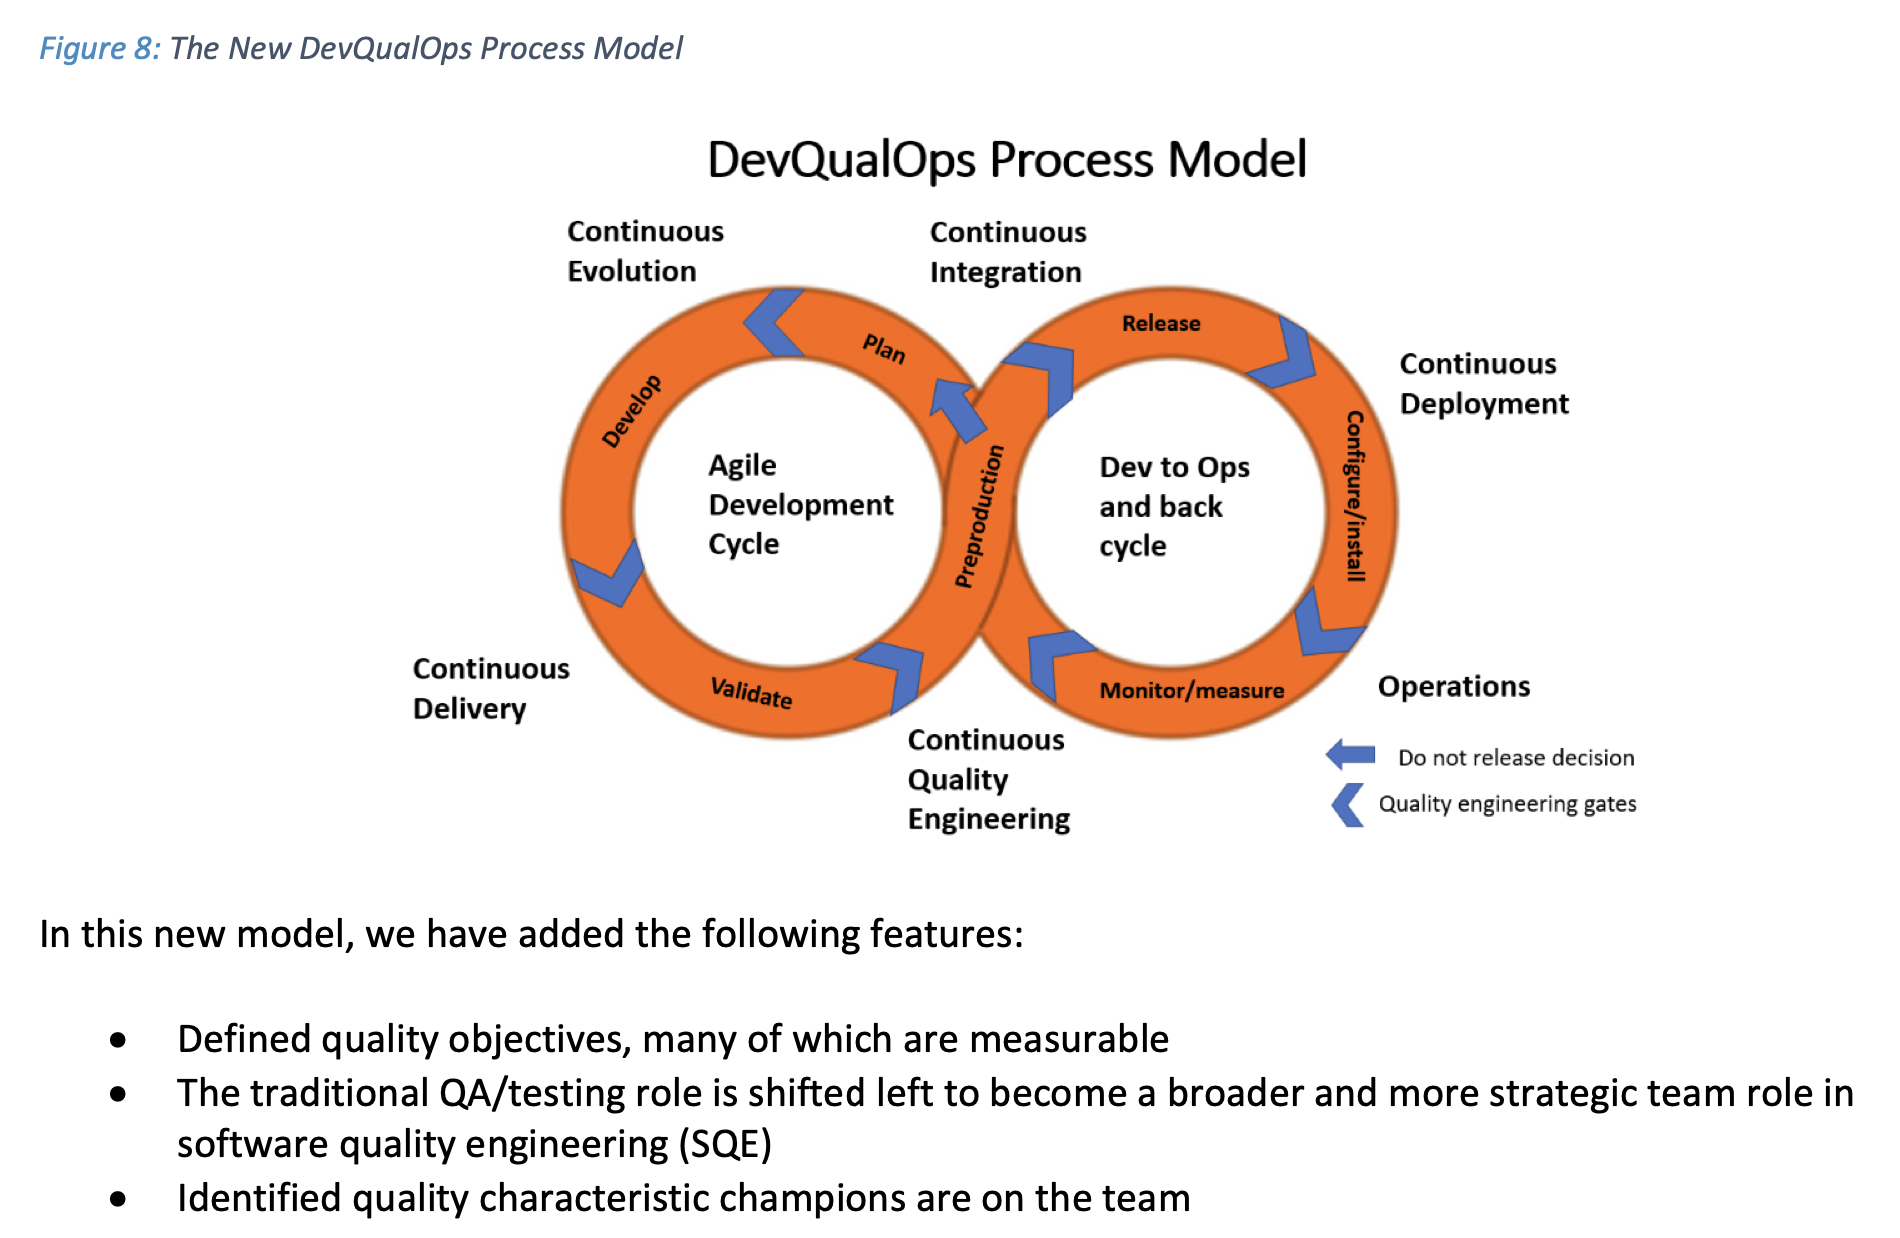 Figure 8: The New DevQualOps Process Model
DevQualOps Process Model
Continuous
Evolution
Continuous
Integration
Release
Plan
Continuous
Deployment
Develop
Configure/install
Agile
Development
Cycle
Preproduction
Dev to Ops
and back
cycle
Continuous
Delivery
Validate
Monitor/measure
Operations
Continuous
Quality
Engineering
Do not release decision
Quality engineering gates
In this new model, we have added the following features:
• Defined quality objectives, many of which are measurable
• The traditional QA/testing role is shifted left to become a broader and more strategic team role in
software quality engineering (SQE)
• Identified quality characteristic champions are on the team